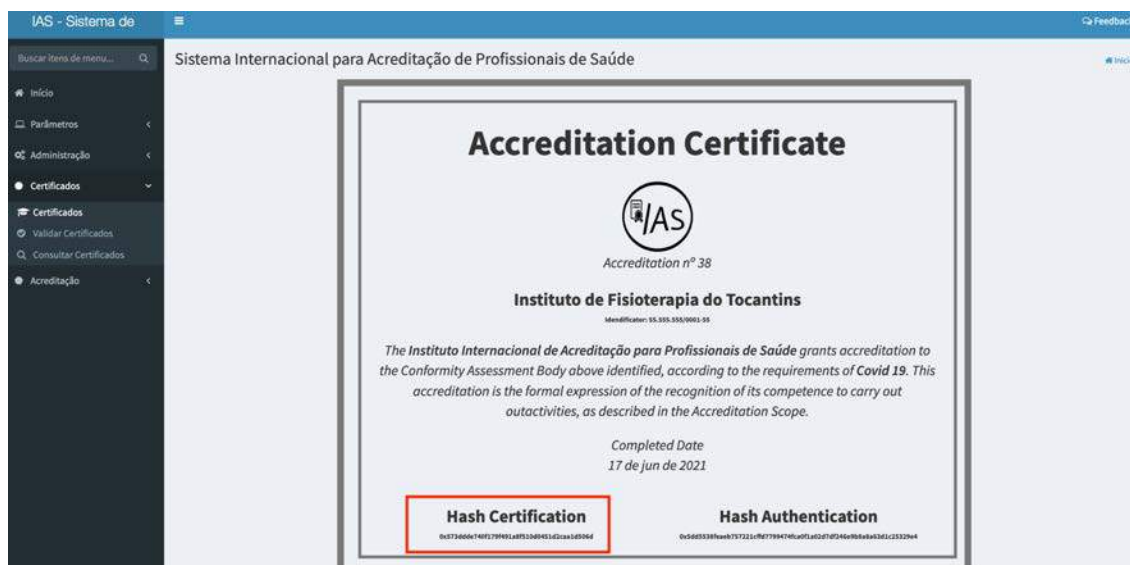 IAS - Sistema de
Feedbac
Buscar itens de menu...
Sistema Internacional para Acreditação de Profissionais de Saúde
Iníci
Início
Parâmetros
Administração
Certificados
Certificados
Validar Certificados
Consultar Certificados
Acreditação
Accreditation Certificate
IAS
Accreditation nº 38
Instituto de Fisioterapia do Tocantins
Idendificator: 55.555.555/0001-55
The Instituto Internacional de Acreditação para Profissionais de Saúde grants accreditation to
the Conformity Assessment Body above identified, according to the requirements of Covid 19. This
accreditation is the formal expression of the recognition of its competence to carry out
outactivities, as described in the Accreditation Scope.
Completed Date
17 de jun de 2021
Hash Certification
Hash Authentication